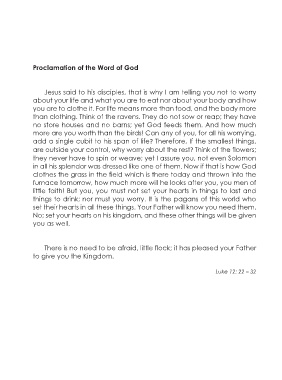 Proclamation of the Word of God
Jesus said to his disciples, that is why I am telling you not to worry
about your life and what you are to eat nor about your body and how
you are to clothe it. For life means more than food, and the body more
than clothing. Think of the ravens. They do not sow or reap; they have
no store houses and no barns; yet God feeds them. And how much
more are you worth than the birds! Can any of you, for all his worrying,
add a single cubit to his span of life? Therefore, if the smallest things,
are outside your control, why worry about the rest? Think of the flowers;
they never have to spin or weave; yet I assure you, not even Solomon
in all his splendour was dressed like one of them. Now if that is how God
clothes the grass in the field which is there today and thrown into the
furnace tomorrow, how much more will he looks after you, you men of
little faith! But you, you must not set your hearts in things to last and
things to drink; nor must you worry. It is the pagans of this world who
set their hearts in all these things. Your Father will know you need them.
No; set your hearts on his kingdom, and these other things will be given
you as well.
There is no need to be afraid, little flock; it has pleased your Father
to give you the Kingdom.
Luke 12: 22 – 32